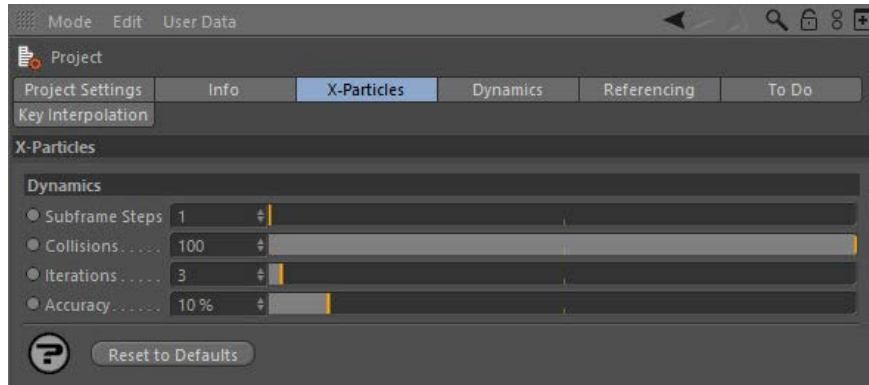 Mode Edit User Data
Project
Project Settings Info X-Particles Dynamics Referencing To Do
Key Interpolation
X-Particles
Dynamics
Subframe Steps 1
Collisions..... 100
Iterations..... 3
Accuracy...... 10 %
Reset to Defaults